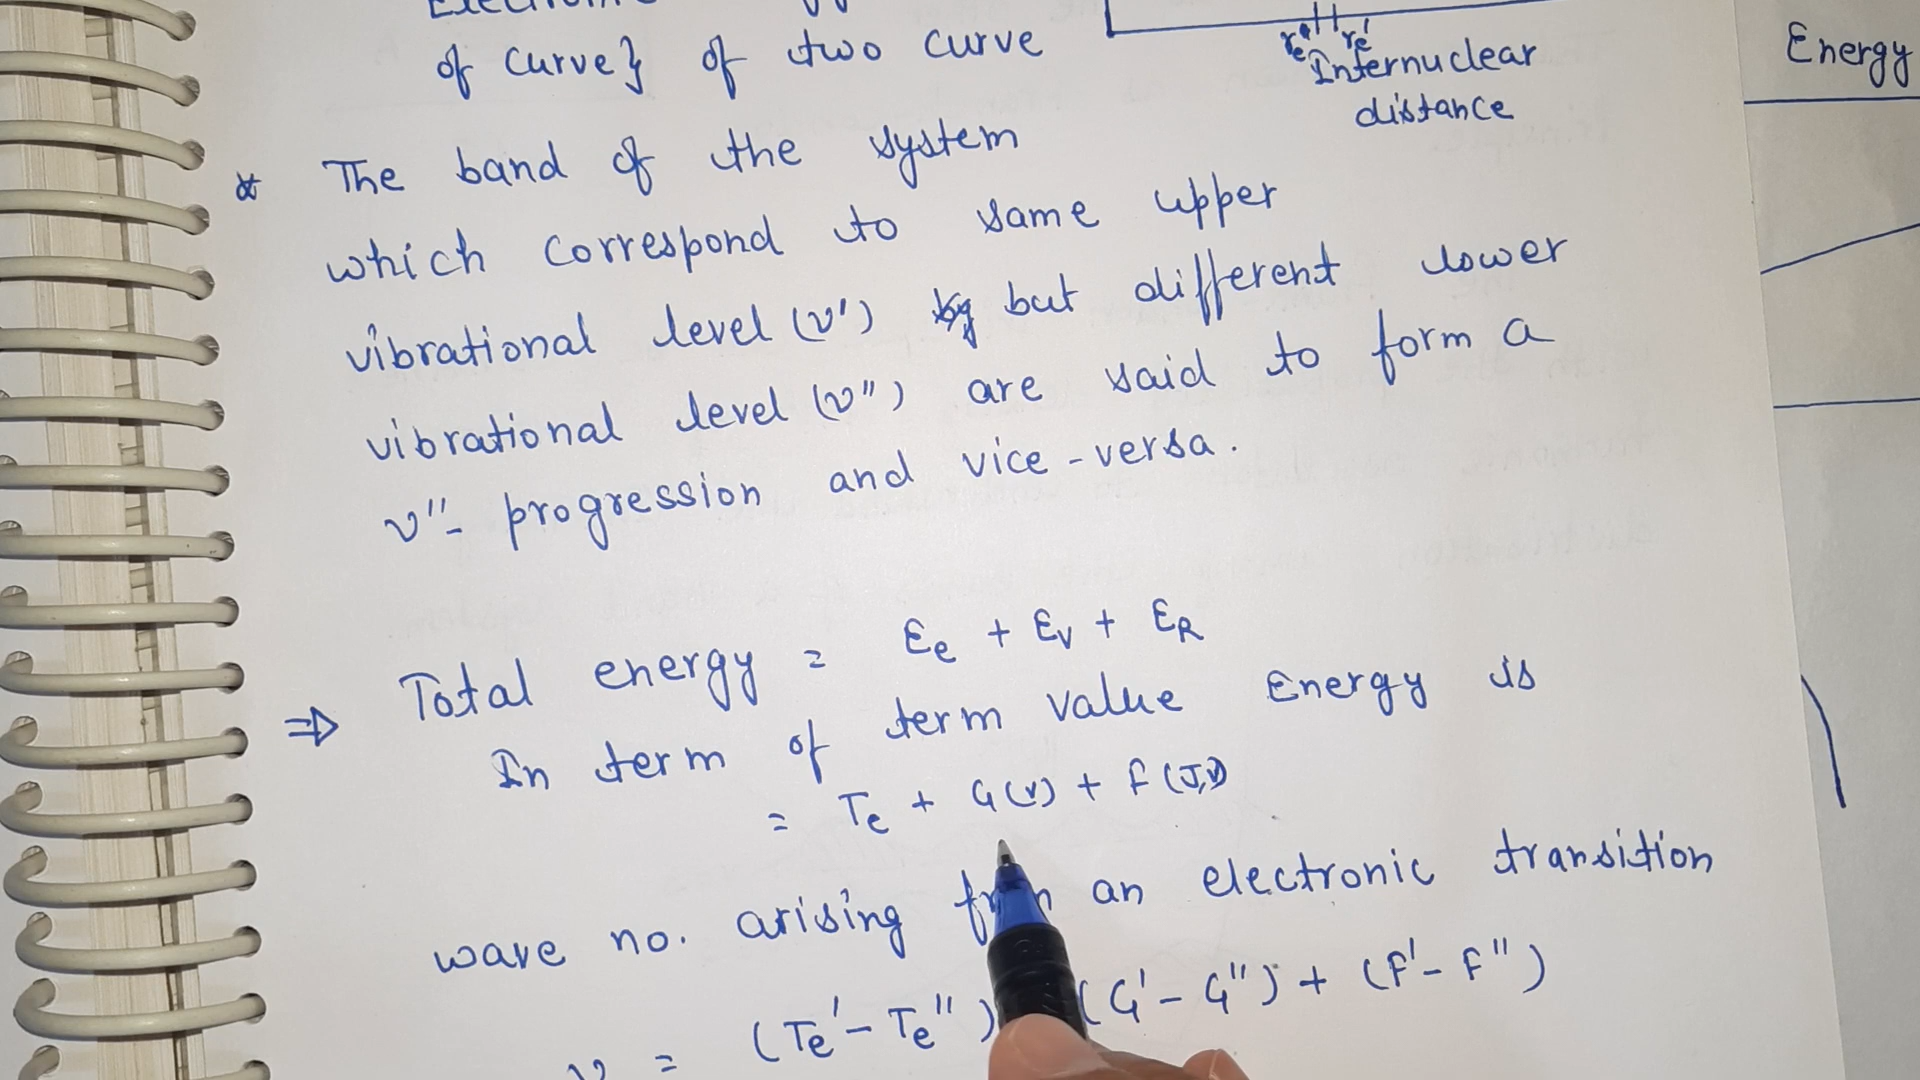 of curve} of two curve
re" re'
Internuclear
distance
Energy
* The band of the system
which correspond to same upper
vibrational level (v') but different lower
vibrational level (v") are said to form a
v"- progression and vice-versa.
⇒ Total energy = Ee + Ev + ER
In term of term value Energy is
= Te + G(v) + F(J,v)
wave no. arising an electronic transition
ν = (Te' - Te") (G' - G") + (F' - F")